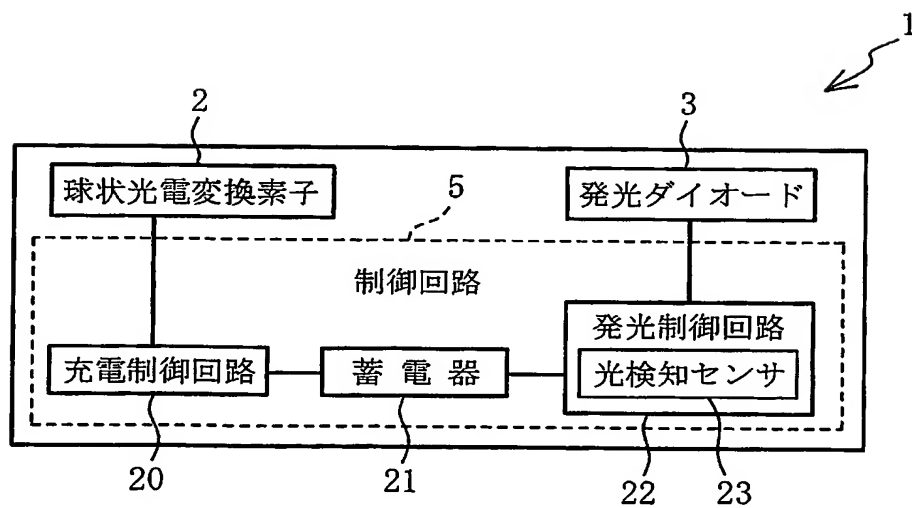 1
2
3
球状光電変換素子
発光ダイオード
5
制御回路
発光制御回路
充電制御回路
蓄電器
光検知センサ
20
21
22
23